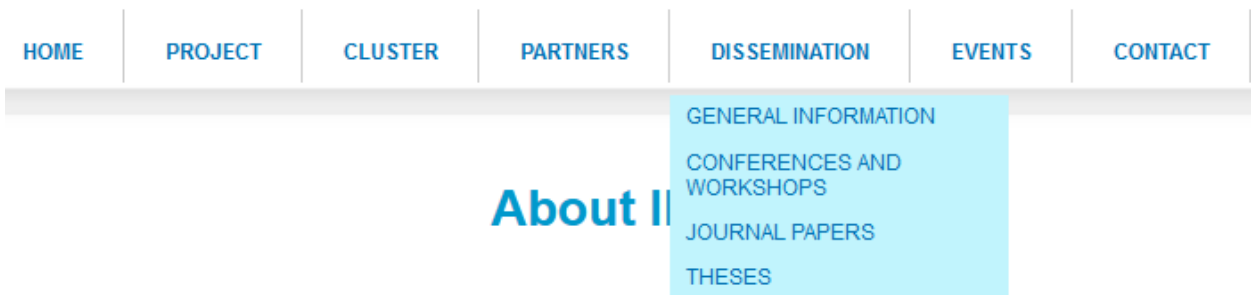 HOME PROJECT CLUSTER PARTNERS DISSEMINATION EVENTS CONTACT
GENERAL INFORMATION
CONFERENCES AND
WORKSHOPS
About
JOURNAL PAPERS
THESES